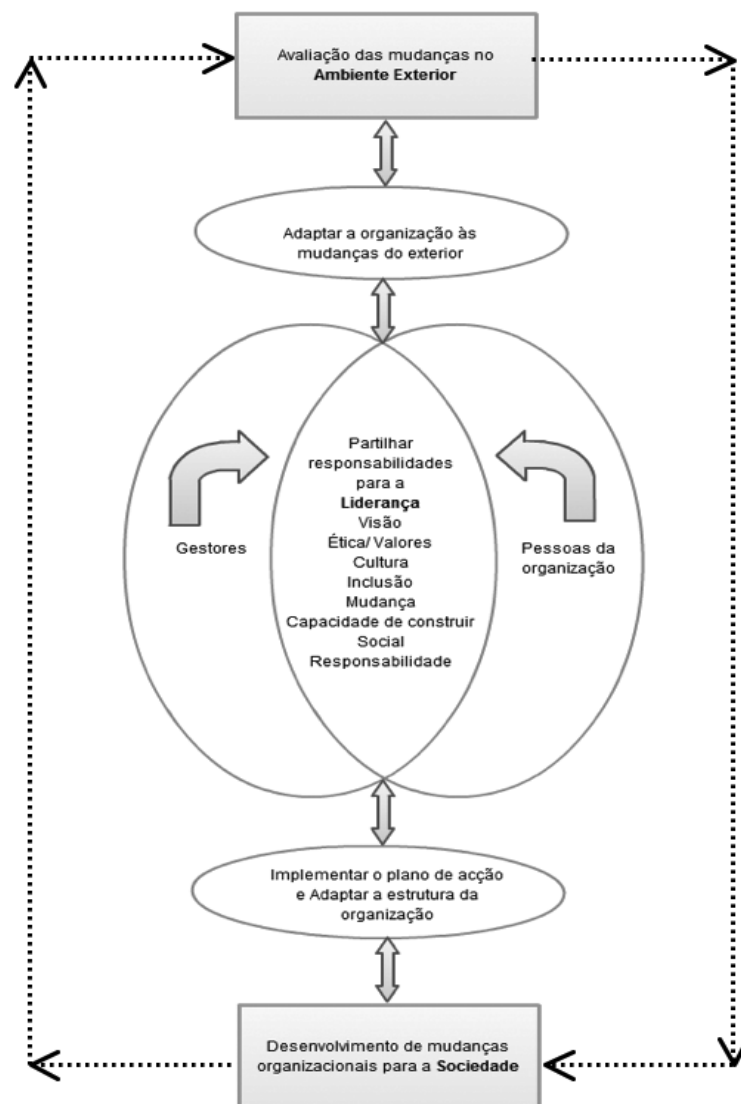 Avaliação das mudanças no
Ambiente Exterior
Adaptar a organização às
mudanças do exterior
Partilhar
responsabilidades
para a
Liderança
Visão
Ética/ Valores
Cultura
Inclusão
Mudança
Capacidade de construir
Social
Responsabilidade
Gestores
Pessoas da
organização
Implementar o plano de acção
e Adaptar a estrutura da
organização
Desenvolvimento de mudanças
organizacionais para a Sociedade